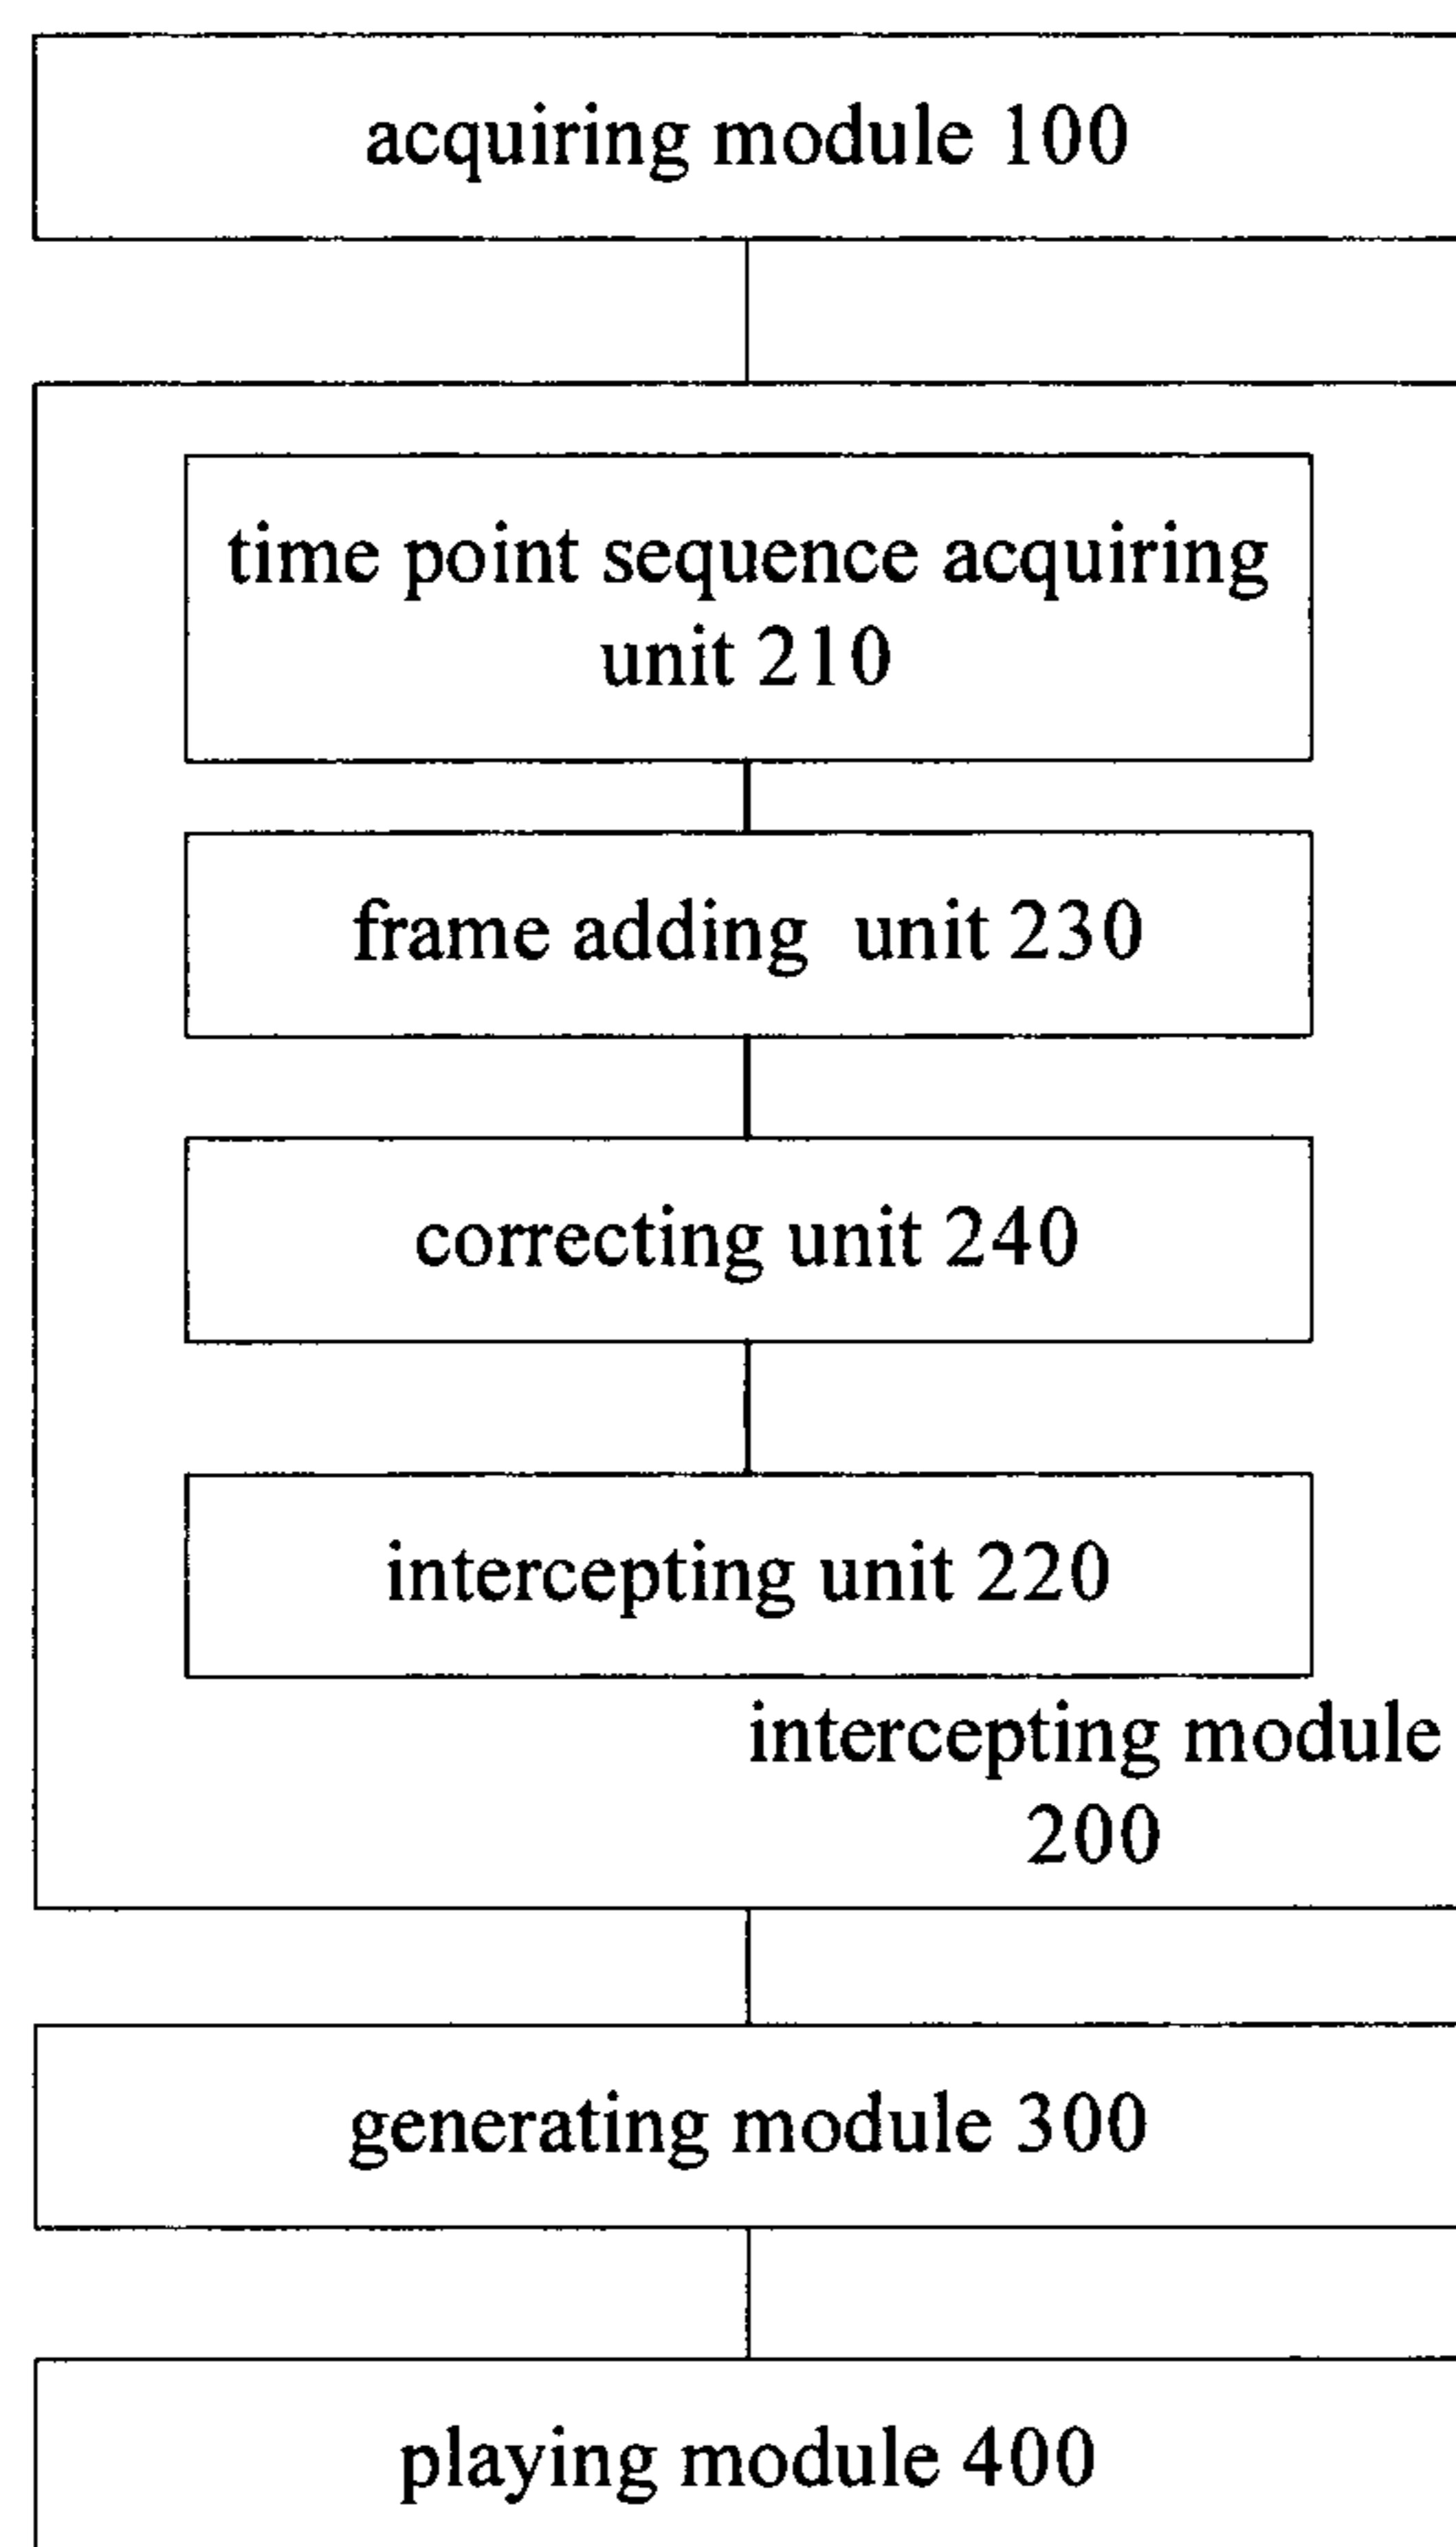 acquiring module 100
time point sequence acquiring
unit 210
frame adding unit 230
correcting unit 240
intercepting unit 220
intercepting module
200
generating module 300
playing module 400